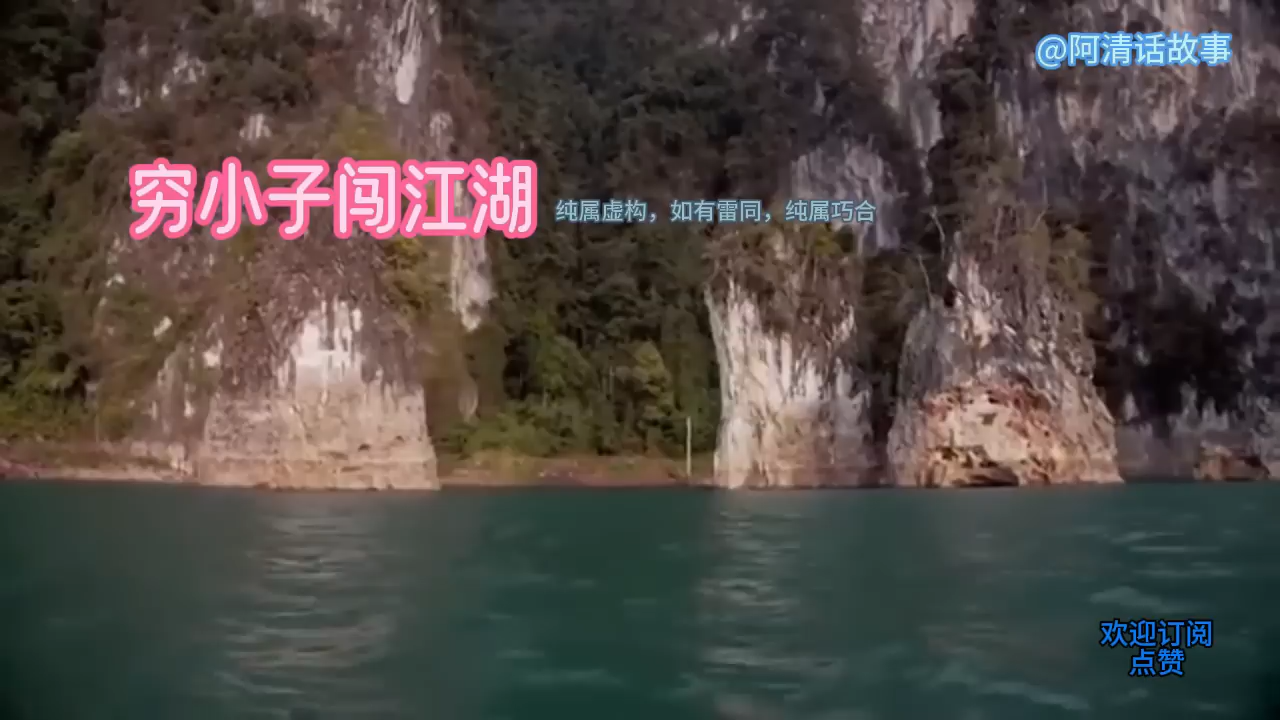 @阿清话故事
穷小子闯江湖
纯属虚构，如有雷同，纯属巧合
欢迎订阅
点赞